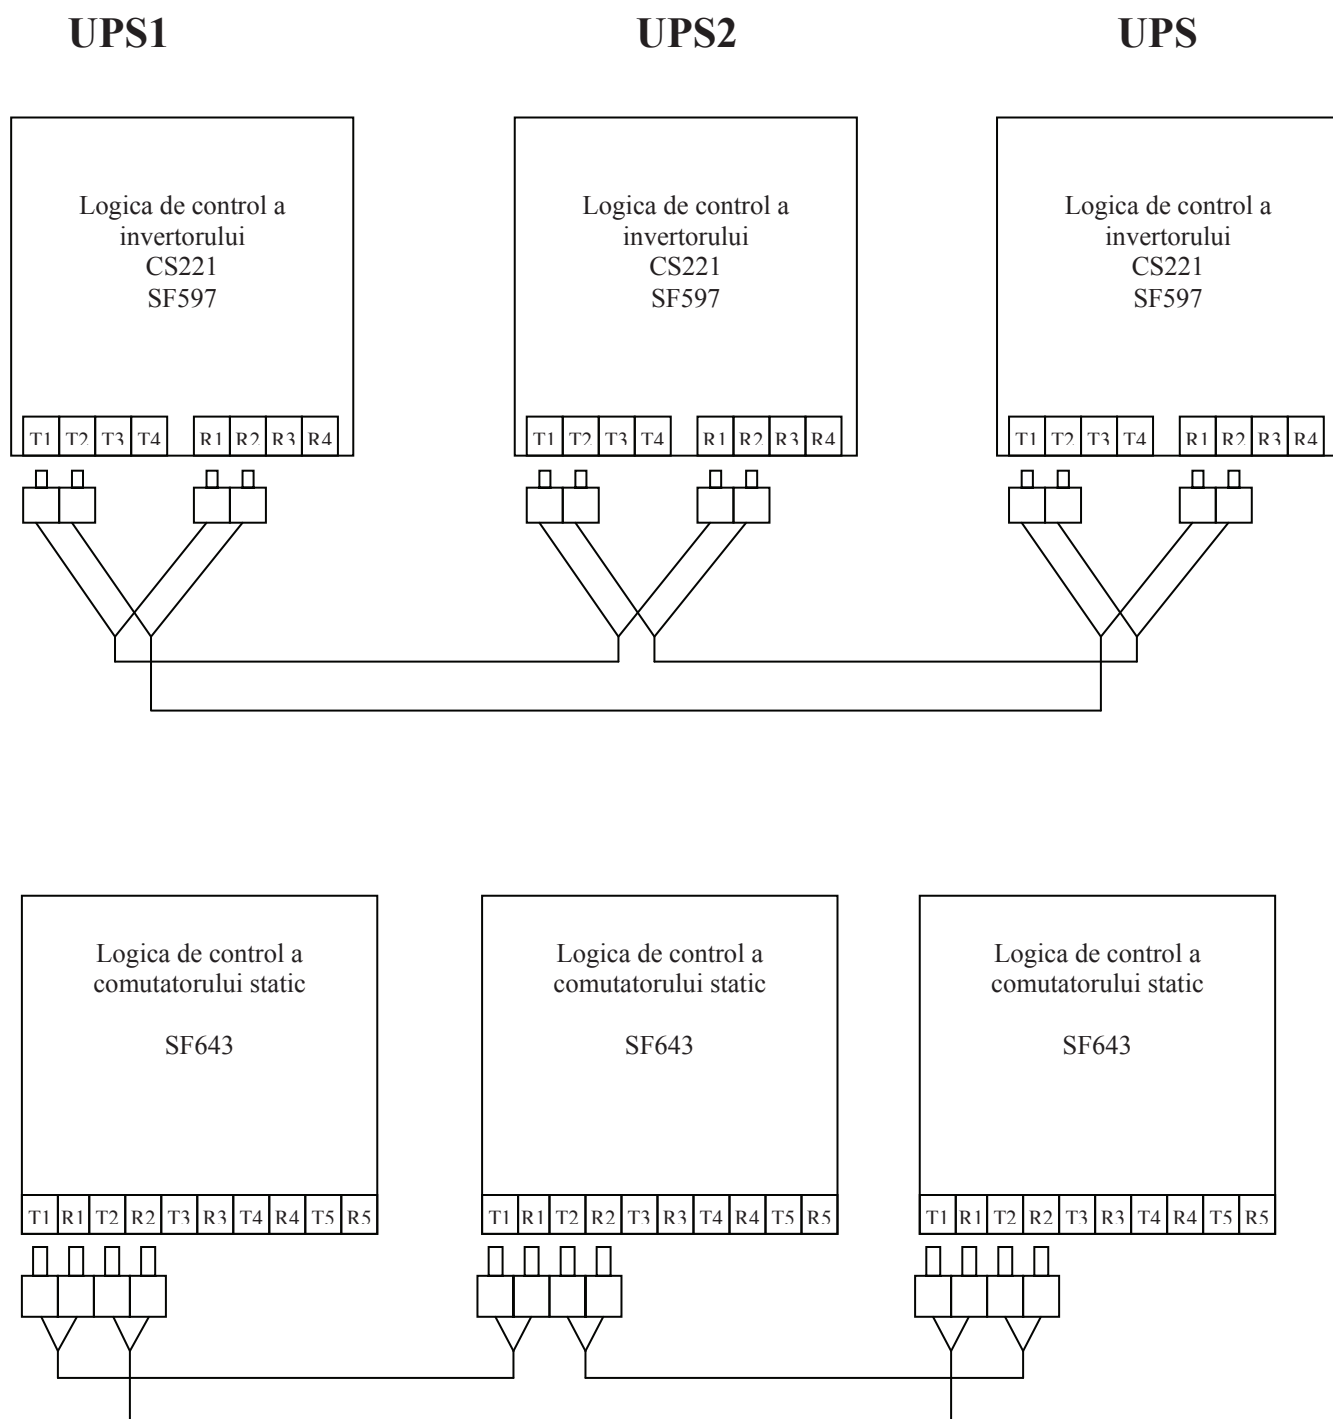 UPS1 UPS2 UPS
Logica de control a
invertorului
CS221
SF597
Logica de control a
invertorului
CS221
SF597
Logica de control a
invertorului
CS221
SF597
T1 T2 T3 T4 R1 R2 R3 R4
T1 T2 T3 T4 R1 R2 R3 R4
T1 T2 T3 T4 R1 R2 R3 R4
Logica de control a
comutatorului static
SF643
Logica de control a
comutatorului static
SF643
Logica de control a
comutatorului static
SF643
T1 R1 T2 R2 T3 R3 T4 R4 T5 R5
T1 R1 T2 R2 T3 R3 T4 R4 T5 R5
T1 R1 T2 R2 T3 R3 T4 R4 T5 R5